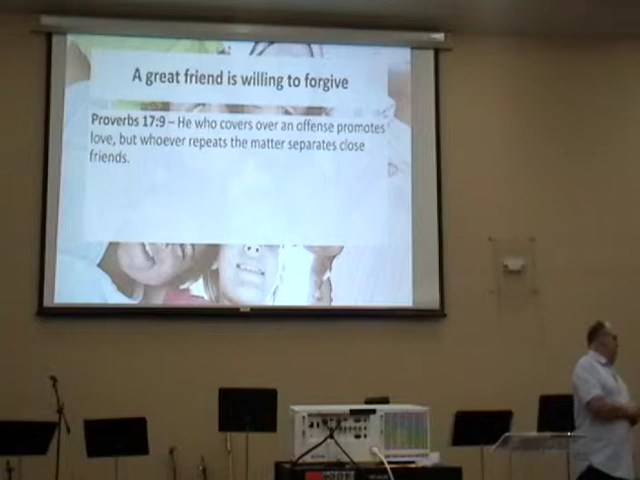 A great friend is willing to forgive
Proverbs 17:9 – He who covers over an offense promotes
love, but whoever repeats the matter separates close
friends.